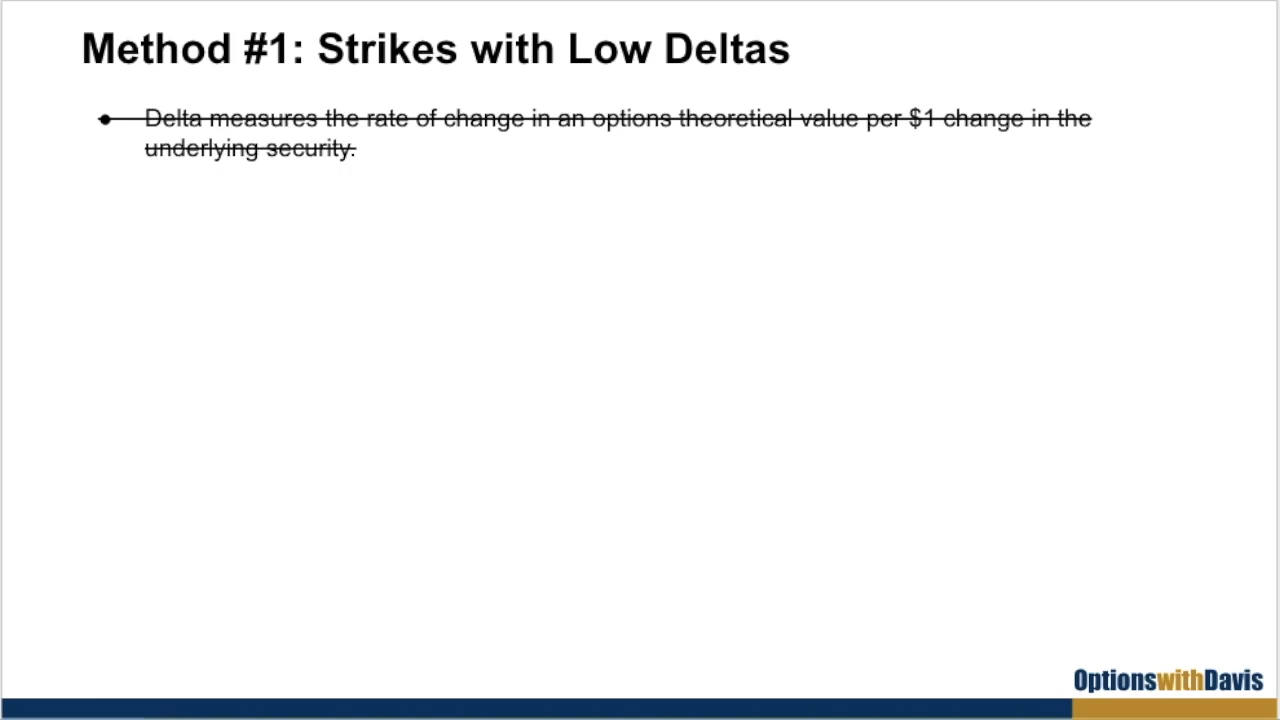 Method #1: Strikes with Low Deltas
● Delta measures the rate of change in an options theoretical value per $1 change in the
underlying security.
OptionswithDavis